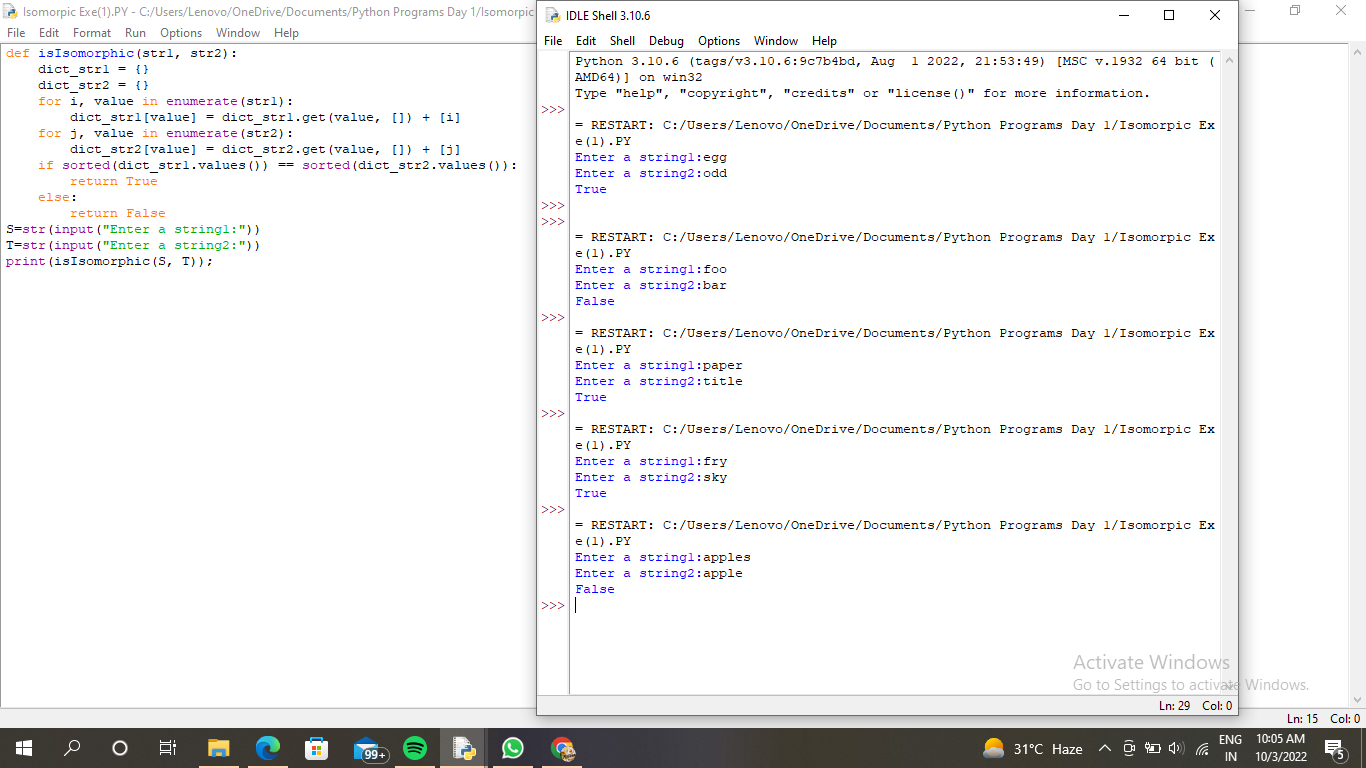 Isomorpic Exe(1).PY - C:/Users/Lenovo/OneDrive/Documents/Python Programs Day 1/Isomorpic
File Edit Format Run Options Window Help
def isIsomorphic(str1, str2):
    dict_str1 = {}
    dict_str2 = {}
    for i, value in enumerate(str1):
        dict_str1[value] = dict_str1.get(value, []) + [i]
    for j, value in enumerate(str2):
        dict_str2[value] = dict_str2.get(value, []) + [j]
    if sorted(dict_str1.values()) == sorted(dict_str2.values()):
        return True
    else:
        return False
S=str(input("Enter a string1:"))
T=str(input("Enter a string2:"))
print(isIsomorphic(S, T));
IDLE Shell 3.10.6
File Edit Shell Debug Options Window Help
Python 3.10.6 (tags/v3.10.6:9c7b4bd, Aug  1 2022, 21:53:49) [MSC v.1932 64 bit (
AMD64)] on win32
Type "help", "copyright", "credits" or "license()" for more information.
>>>
= RESTART: C:/Users/Lenovo/OneDrive/Documents/Python Programs Day 1/Isomorpic Ex
e(1).PY
Enter a string1:egg
Enter a string2:odd
True
>>>
>>>
= RESTART: C:/Users/Lenovo/OneDrive/Documents/Python Programs Day 1/Isomorpic Ex
e(1).PY
Enter a string1:foo
Enter a string2:bar
False
>>>
= RESTART: C:/Users/Lenovo/OneDrive/Documents/Python Programs Day 1/Isomorpic Ex
e(1).PY
Enter a string1:paper
Enter a string2:title
True
>>>
= RESTART: C:/Users/Lenovo/OneDrive/Documents/Python Programs Day 1/Isomorpic Ex
e(1).PY
Enter a string1:fry
Enter a string2:sky
True
>>>
= RESTART: C:/Users/Lenovo/OneDrive/Documents/Python Programs Day 1/Isomorpic Ex
e(1).PY
Enter a string1:apples
Enter a string2:apple
False
>>>
Activate Windows
Go to Settings to activate Windows.
Ln: 29 Col: 0
Ln: 15 Col: 0
99+
31°C Haze
ENG
IN
10:05 AM
10/3/2022
5